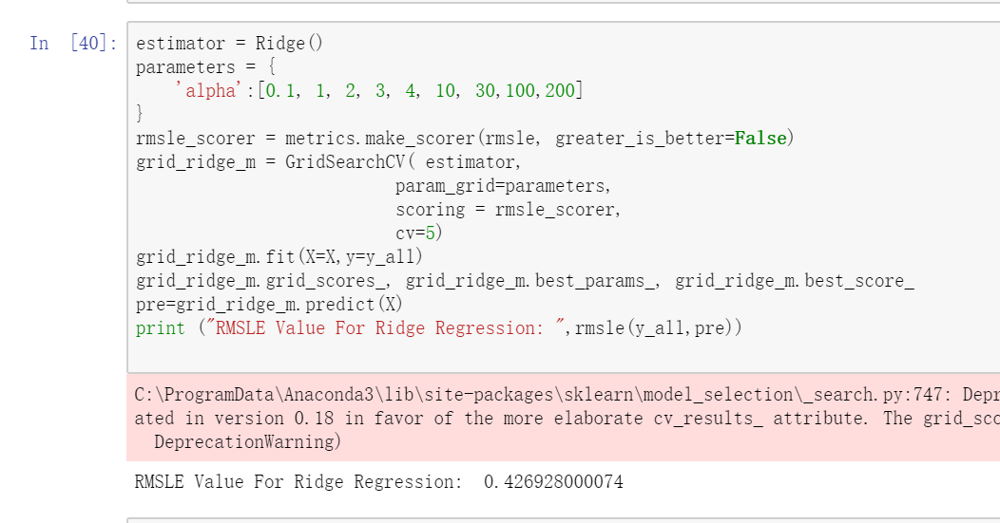 In [40]:
estimator = Ridge()
parameters = {
    'alpha':[0.1, 1, 2, 3, 4, 10, 30,100,200]
}
rmsle_scorer = metrics.make_scorer(rmsle, greater_is_better=False)
grid_ridge_m = GridSearchCV( estimator,
                          param_grid=parameters,
                          scoring = rmsle_scorer,
                          cv=5)
grid_ridge_m.fit(X=X,y=y_all)
grid_ridge_m.grid_scores_, grid_ridge_m.best_params_, grid_ridge_m.best_score_
pre=grid_ridge_m.predict(X)
print ("RMSLE Value For Ridge Regression: ",rmsle(y_all,pre))
C:\ProgramData\Anaconda3\lib\site-packages\sklearn\model_selection\_search.py:747: Depr
ated in version 0.18 in favor of the more elaborate cv_results_ attribute. The grid_sco
  DeprecationWarning)
RMSLE Value For Ridge Regression:  0.426928000074